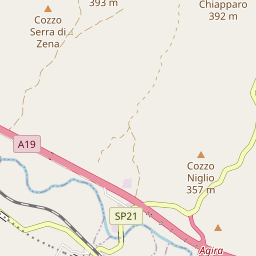 393 m
Chiapparo
392 m
Cozzo
Serra di
Zena
A19
Cozzo
Niglio
357 m
SP21
Agira